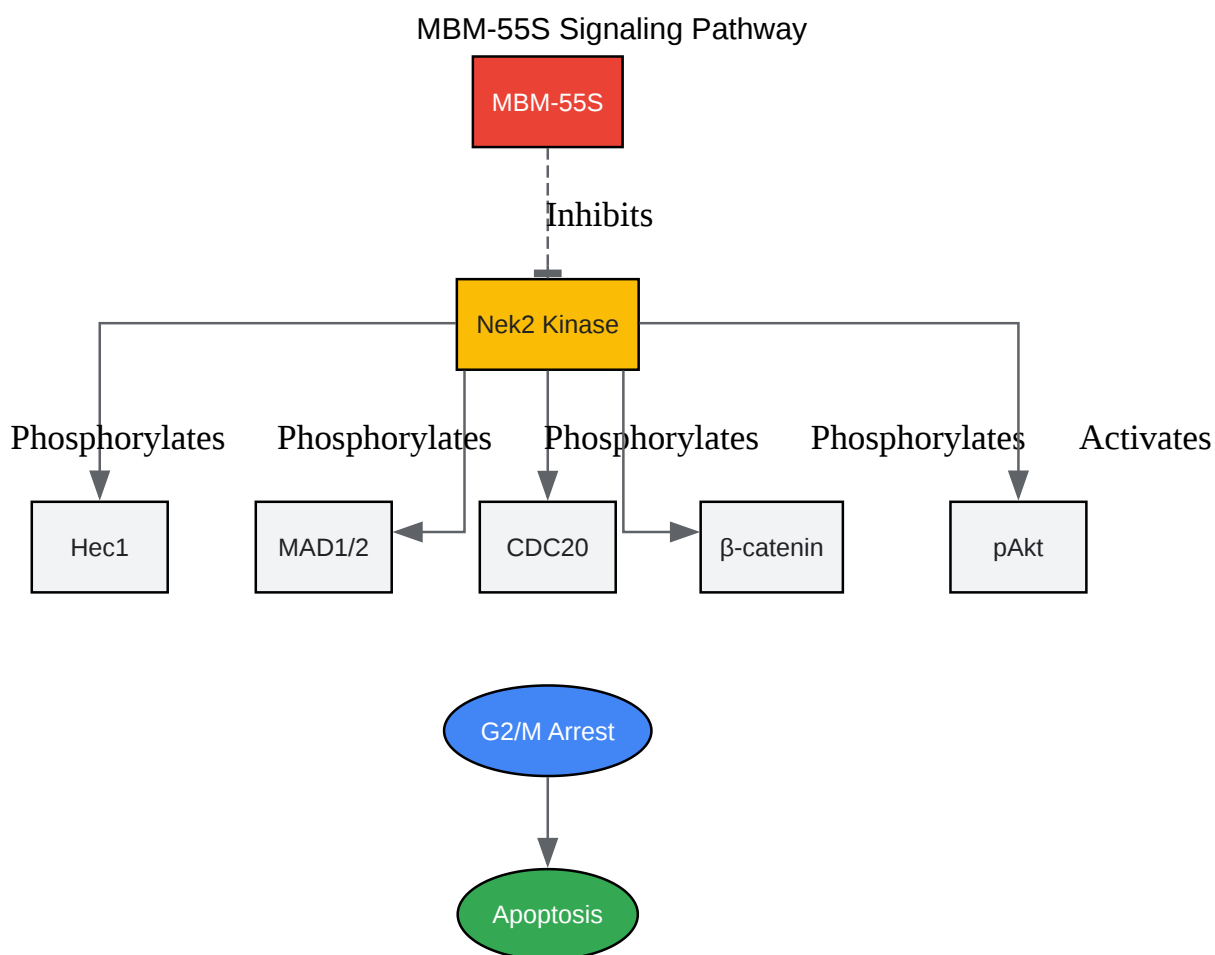 MBM-55S Signaling Pathway
MBM-55S
Inhibits
Nek2 Kinase
Phosphorylates Phosphorylates Phosphorylates Phosphorylates Activates
Hec1 MAD1/2 CDC20 β-catenin pAkt
G2/M Arrest
Apoptosis